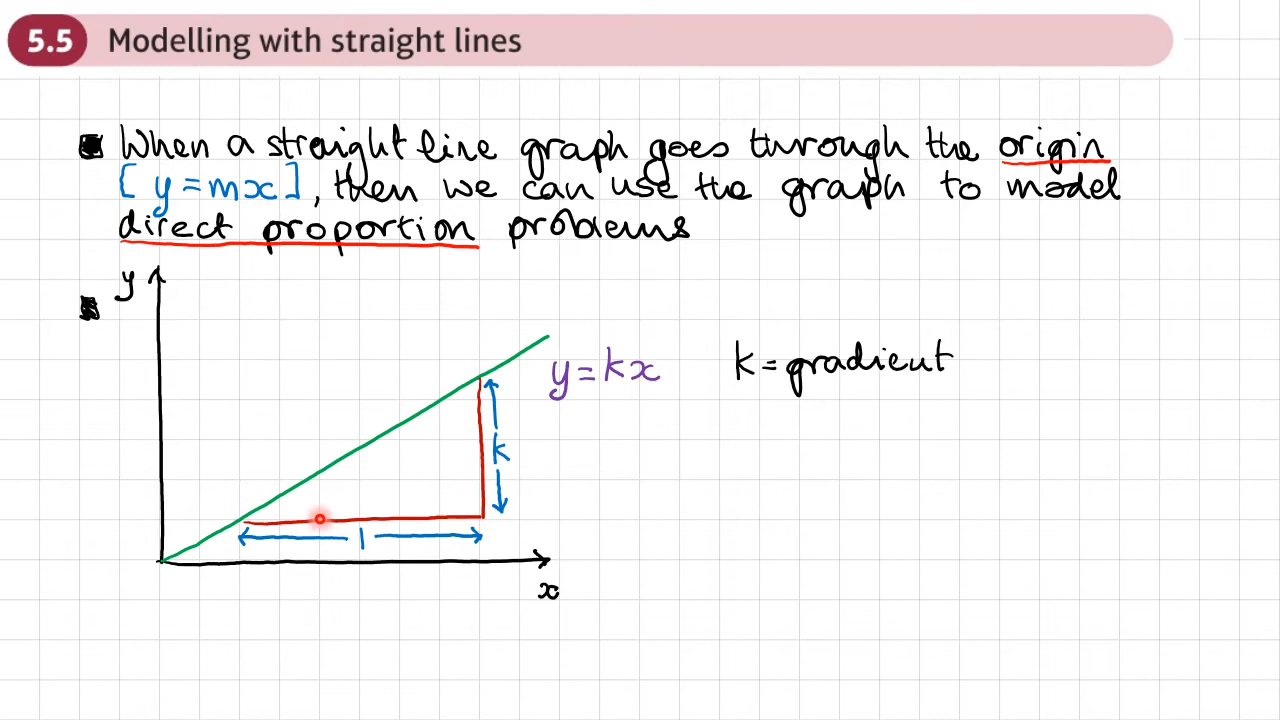 5.5 Modelling with straight lines
When a straight line graph goes through the origin
[y=mx], then we can use the graph to model
direct proportion problems
y
y=kx
k=gradient
k
1
x